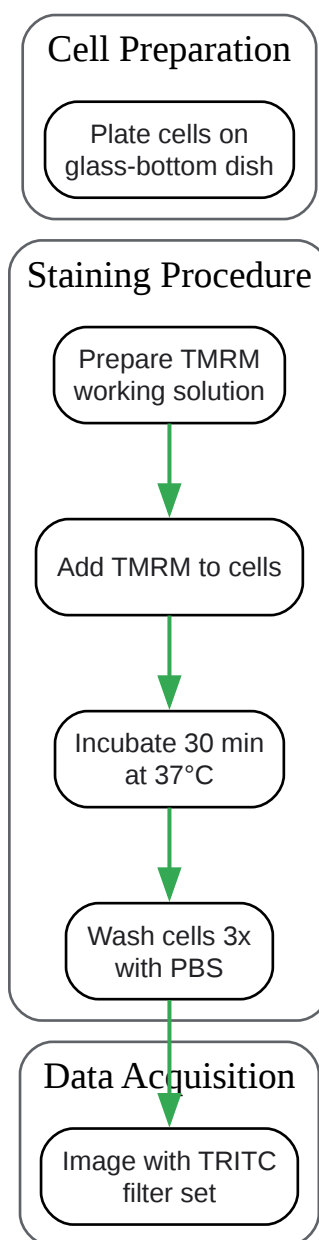 Cell Preparation
Plate cells on
glass-bottom dish
Staining Procedure
Prepare TMRM
working solution
Add TMRM to cells
Incubate 30 min
at 37°C
Wash cells 3x
with PBS
Data Acquisition
Image with TRITC
filter set